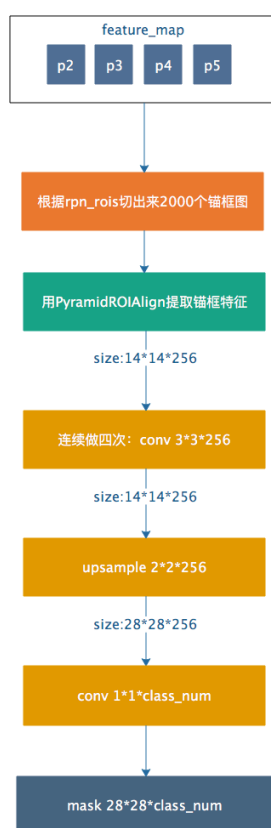 feature_map
p2 p3 p4 p5
根据rpn_rois切出来2000个锚框图
用PyramidROIAlign提取锚框特征
size:14*14*256
连续做四次：conv 3*3*256
size:14*14*256
upsample 2*2*256
size:28*28*256
conv 1*1*class_num
mask 28*28*class_num